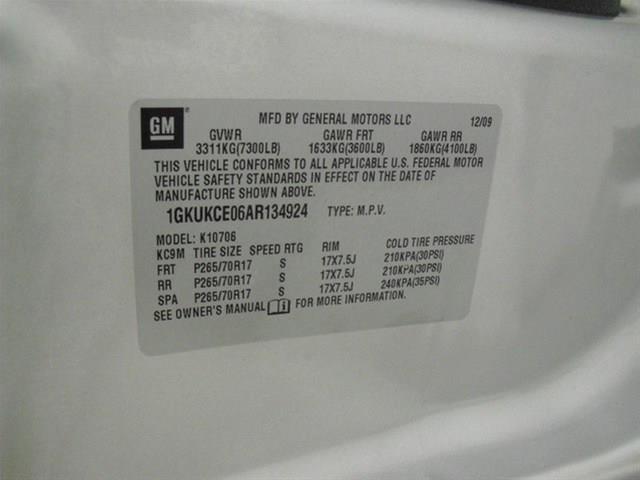 GM ®
MFD BY GENERAL MOTORS LLC 12/09
GVWR GAWR FRT GAWR RR
3311KG(7300LB) 1633KG(3600LB) 1860KG(4100LB)
THIS VEHICLE CONFORMS TO ALL APPLICABLE U.S. FEDERAL MOTOR
VEHICLE SAFETY STANDARDS IN EFFECT ON THE DATE OF
MANUFACTURE SHOWN ABOVE.
1GKUKCE06AR134924 TYPE: M.P.V.
MODEL: K10706
KC9M TIRE SIZE SPEED RTG RIM COLD TIRE PRESSURE
FRT P265/70R17 S 17X7.5J 210KPA(30PSI)
RR P265/70R17 S 17X7.5J 210KPA(30PSI)
SPA P265/70R17 S 17X7.5J 240KPA(35PSI)
SEE OWNER'S MANUAL i FOR MORE INFORMATION.